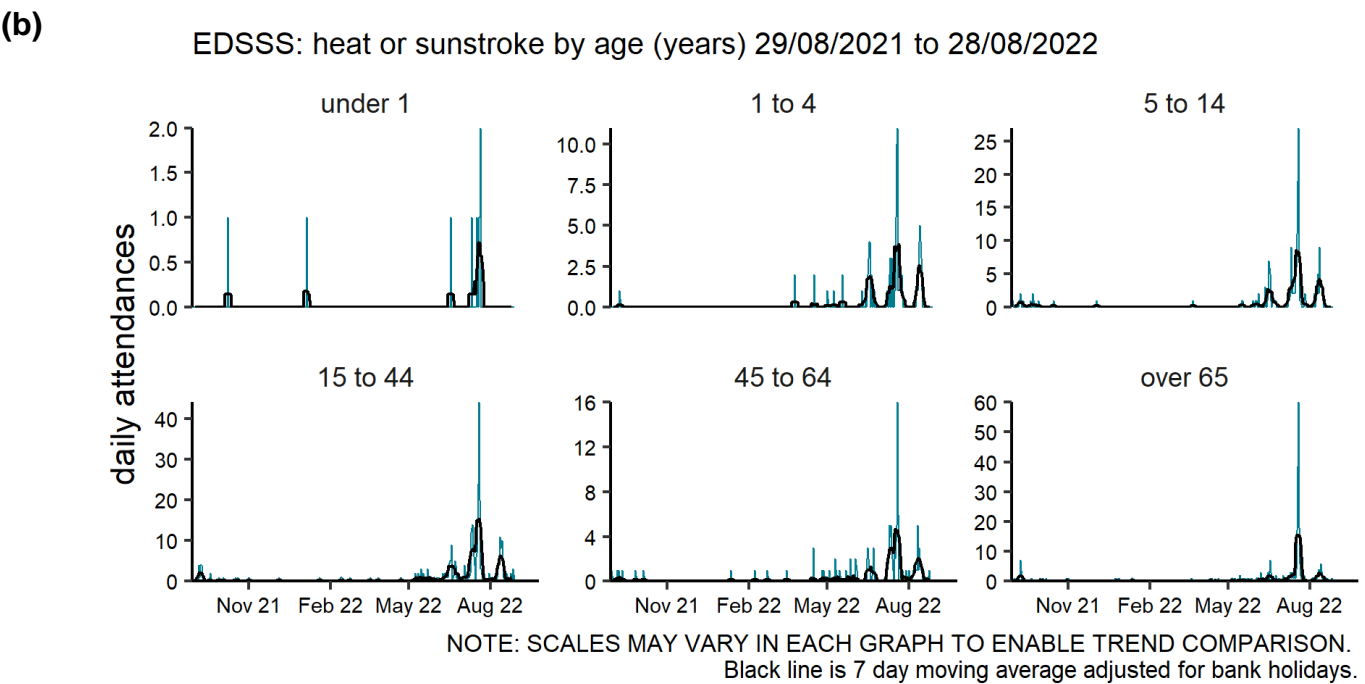 (b)
EDSSS: heat or sunstroke by age (years) 29/08/2021 to 28/08/2022
daily attendances
under 1
2.0
1.5
1.0
0.5
0.0
1 to 4
10.0
7.5
5.0
2.5
0.0
5 to 14
25
20
15
10
5
0
15 to 44
40
30
20
10
0
Nov 21 Feb 22 May 22 Aug 22
45 to 64
16
12
8
4
0
Nov 21 Feb 22 May 22 Aug 22
over 65
60
50
40
30
20
10
0
Nov 21 Feb 22 May 22 Aug 22
NOTE: SCALES MAY VARY IN EACH GRAPH TO ENABLE TREND COMPARISON.
Black line is 7 day moving average adjusted for bank holidays.